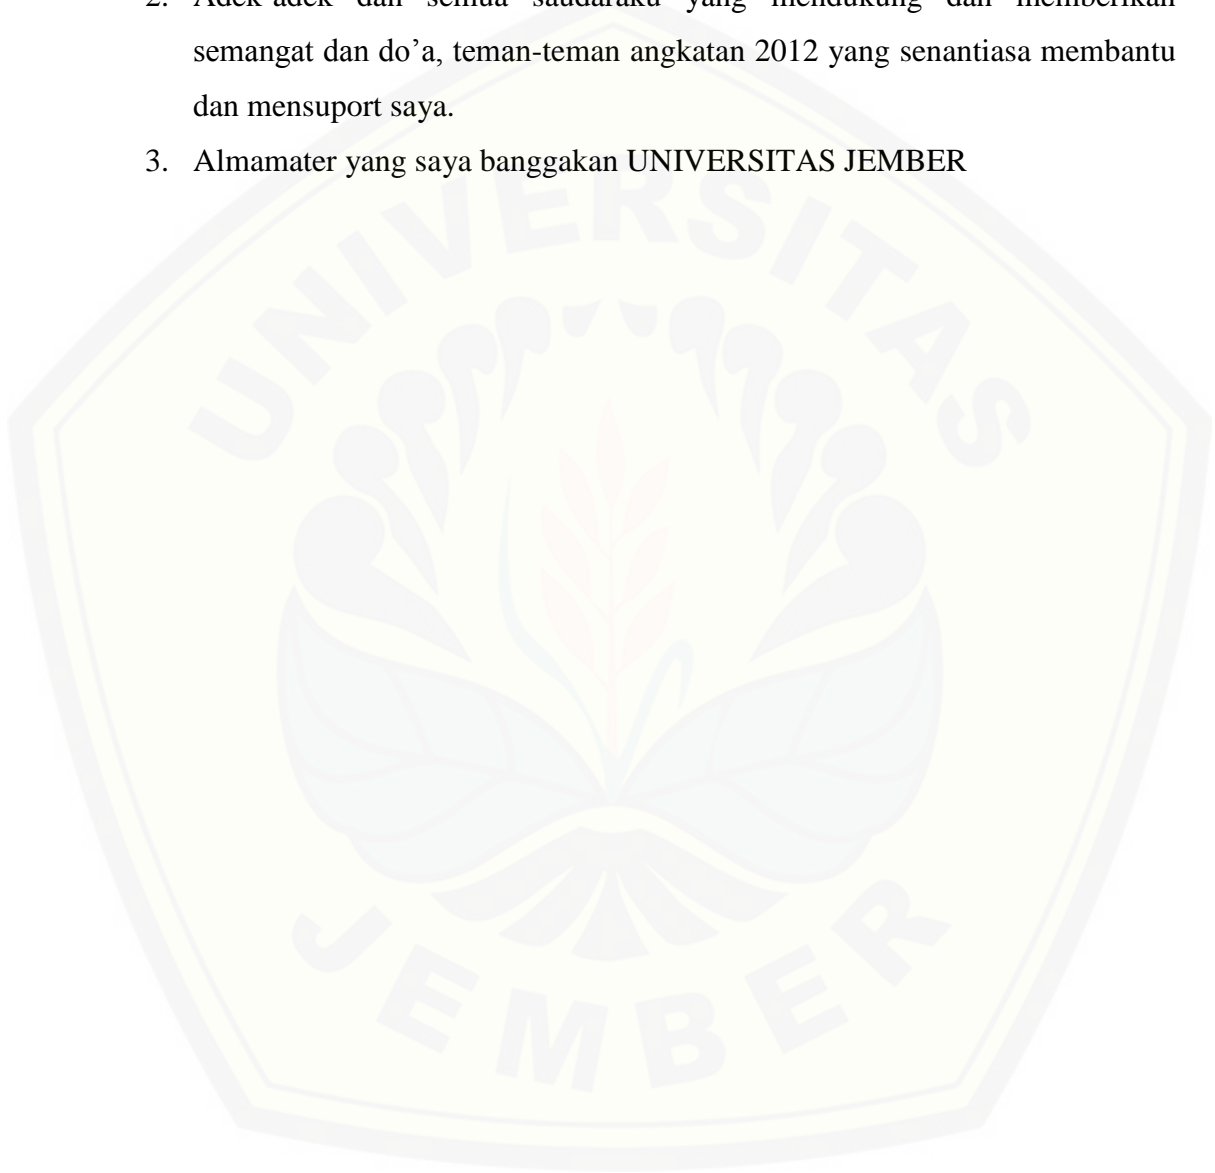 2. Adek-adek dan semua saudaraku yang mendukung dan memberikan
semangat dan do’a, teman-teman angkatan 2012 yang senantiasa membantu
dan mensuport saya.
3. Almamater yang saya banggakan UNIVERSITAS JEMBER
UNIVERSITAS
JEMBER